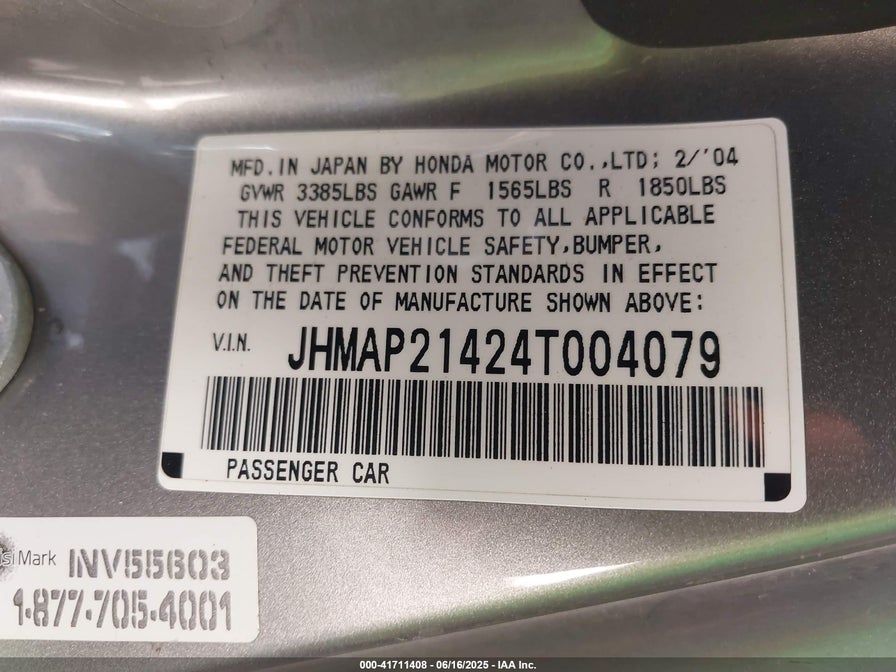 MFD.IN JAPAN BY HONDA MOTOR CO.,LTD; 2/'04
GVWR 3385LBS GAWR F 1565LBS R 1850LBS
THIS VEHICLE CONFORMS TO ALL APPLICABLE
FEDERAL MOTOR VEHICLE SAFETY,BUMPER,
AND THEFT PREVENTION STANDARDS IN EFFECT
ON THE DATE OF MANUFACTURE SHOWN ABOVE:
V.I.N. JHMAP21424T004079
PASSENGER CAR
Mark INV55603
1-877-705-4001
000-41711408 - 06/16/2025 - IAA Inc.